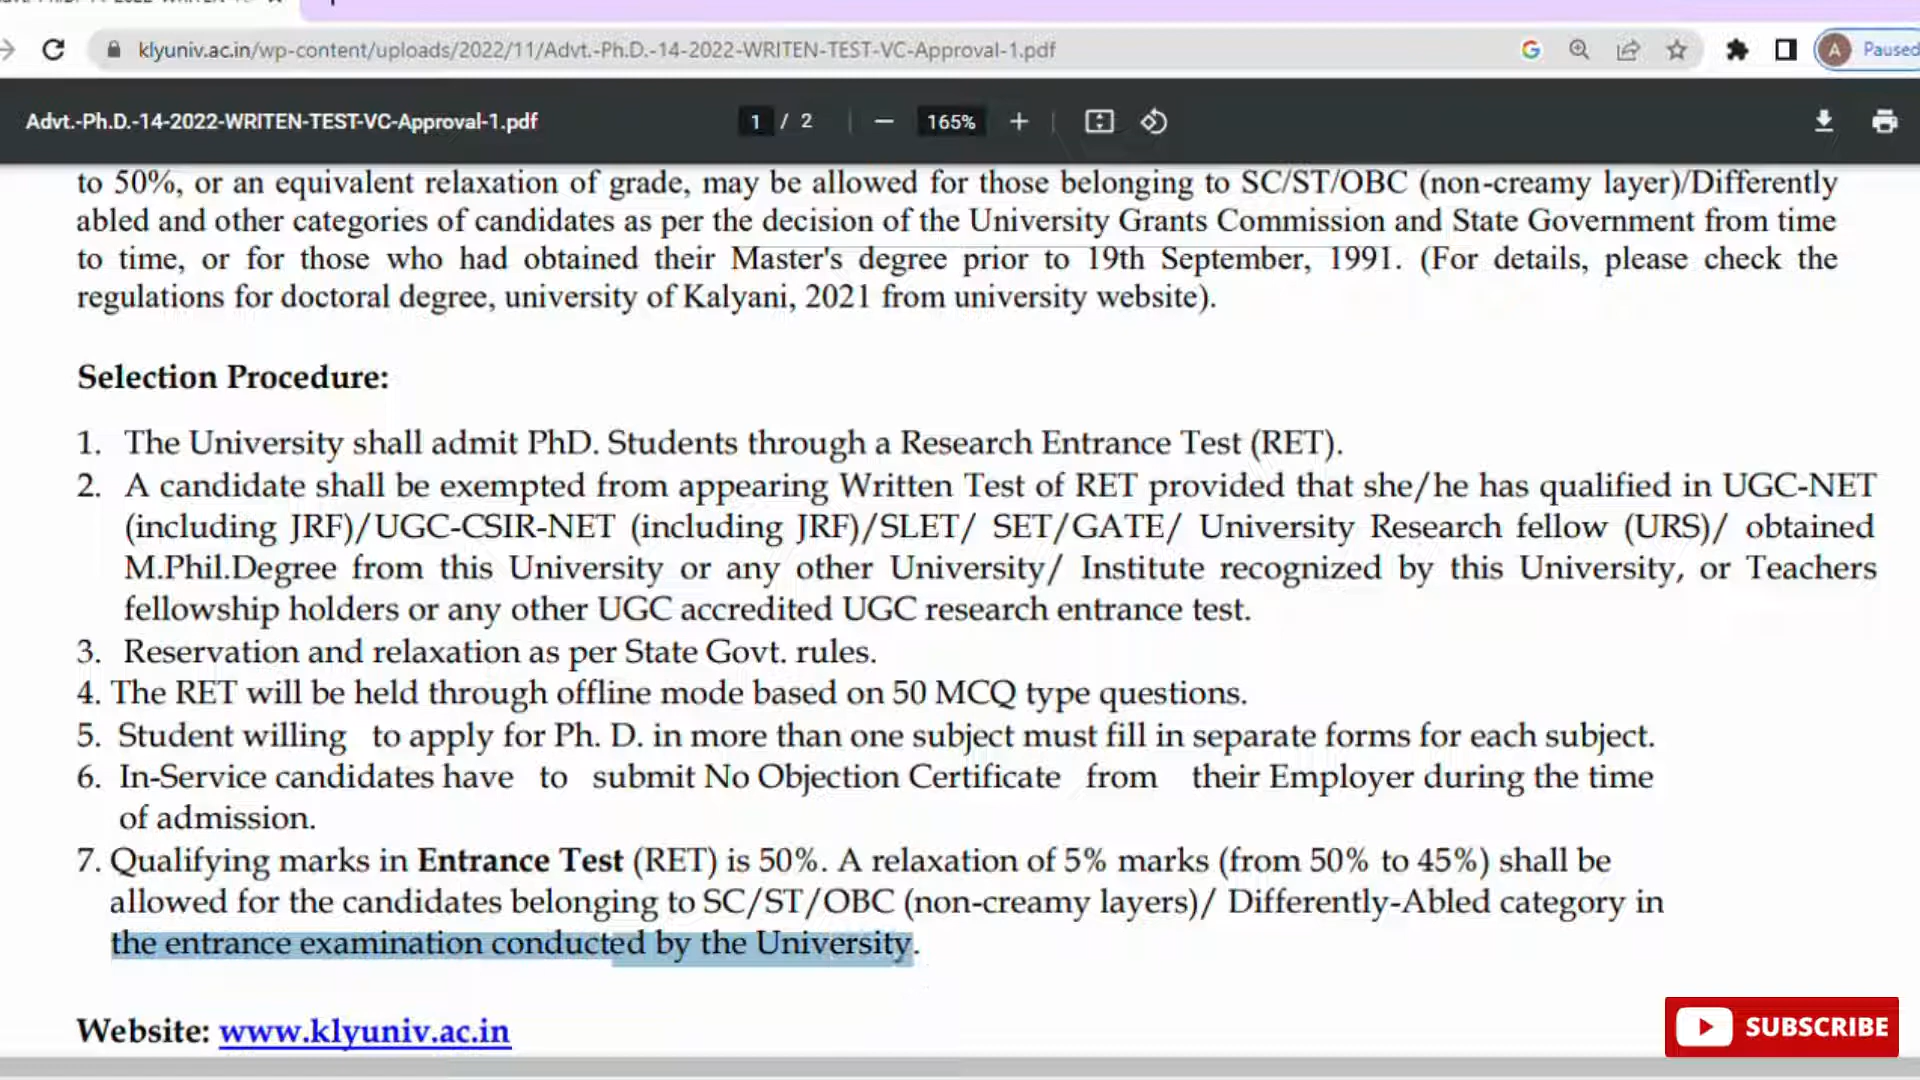 klyuniv.ac.in/wp-content/uploads/2022/11/Advt.-Ph.D.-14-2022-WRITEN-TEST-VC-Approval-1.pdf
A Paused
Advt.-Ph.D.-14-2022-WRITEN-TEST-VC-Approval-1.pdf 1 / 2 165%
to 50%, or an equivalent relaxation of grade, may be allowed for those belonging to SC/ST/OBC (non-creamy layer)/Differently
abled and other categories of candidates as per the decision of the University Grants Commission and State Government from time
to time, or for those who had obtained their Master's degree prior to 19th September, 1991. (For details, please check the
regulations for doctoral degree, university of Kalyani, 2021 from university website).
Selection Procedure:
1. The University shall admit PhD. Students through a Research Entrance Test (RET).
2. A candidate shall be exempted from appearing Written Test of RET provided that she/he has qualified in UGC-NET
(including JRF)/UGC-CSIR-NET (including JRF)/SLET/ SET/GATE/ University Research fellow (URS)/ obtained
M.Phil.Degree from this University or any other University/ Institute recognized by this University, or Teachers
fellowship holders or any other UGC accredited UGC research entrance test.
3. Reservation and relaxation as per State Govt. rules.
4. The RET will be held through offline mode based on 50 MCQ type questions.
5. Student willing to apply for Ph. D. in more than one subject must fill in separate forms for each subject.
6. In-Service candidates have to submit No Objection Certificate from their Employer during the time
of admission.
7. Qualifying marks in Entrance Test (RET) is 50%. A relaxation of 5% marks (from 50% to 45%) shall be
allowed for the candidates belonging to SC/ST/OBC (non-creamy layers)/ Differently-Abled category in
the entrance examination conducted by the University.
Website: www.klyuniv.ac.in
SUBSCRIBE